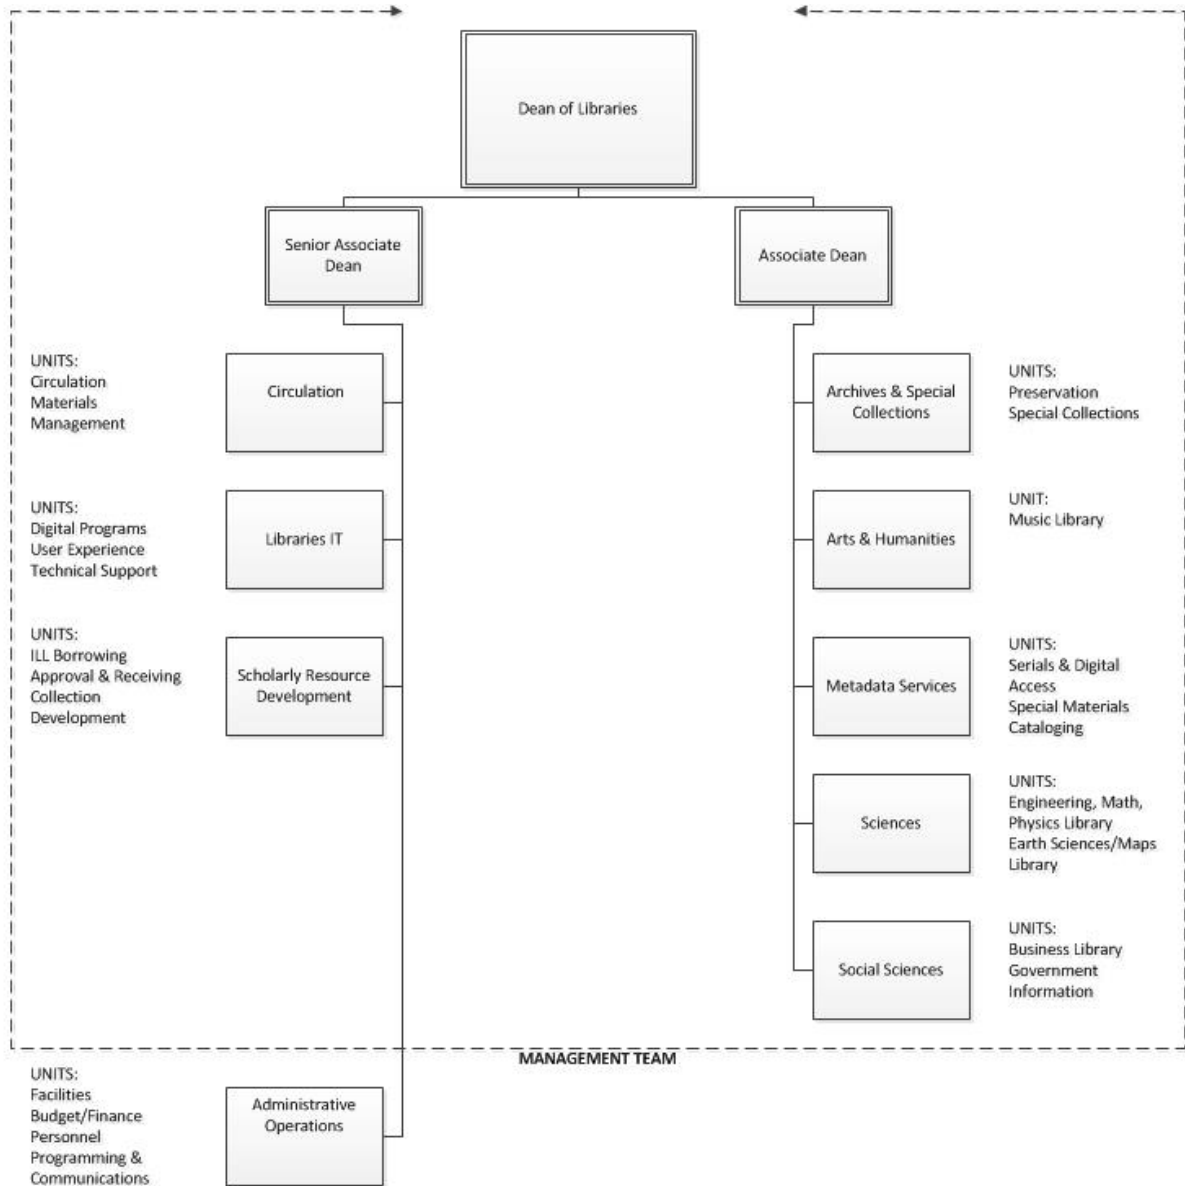 Dean of Libraries
Senior Associate
Dean
Associate Dean
UNITS:
Circulation
Materials
Management
Circulation
Archives & Special
Collections
UNITS:
Preservation
Special Collections
UNITS:
Digital Programs
User Experience
Technical Support
Libraries IT
Arts & Humanities
UNIT:
Music Library
UNITS:
ILL Borrowing
Approval & Receiving
Collection
Development
Scholarly Resource
Development
Metadata Services
UNITS:
Serials & Digital
Access
Special Materials
Cataloging
Sciences
UNITS:
Engineering, Math,
Physics Library
Earth Sciences/Maps
Library
Social Sciences
UNITS:
Business Library
Government
Information
MANAGEMENT TEAM
UNITS:
Facilities
Budget/Finance
Personnel
Programming &
Communications
Administrative
Operations